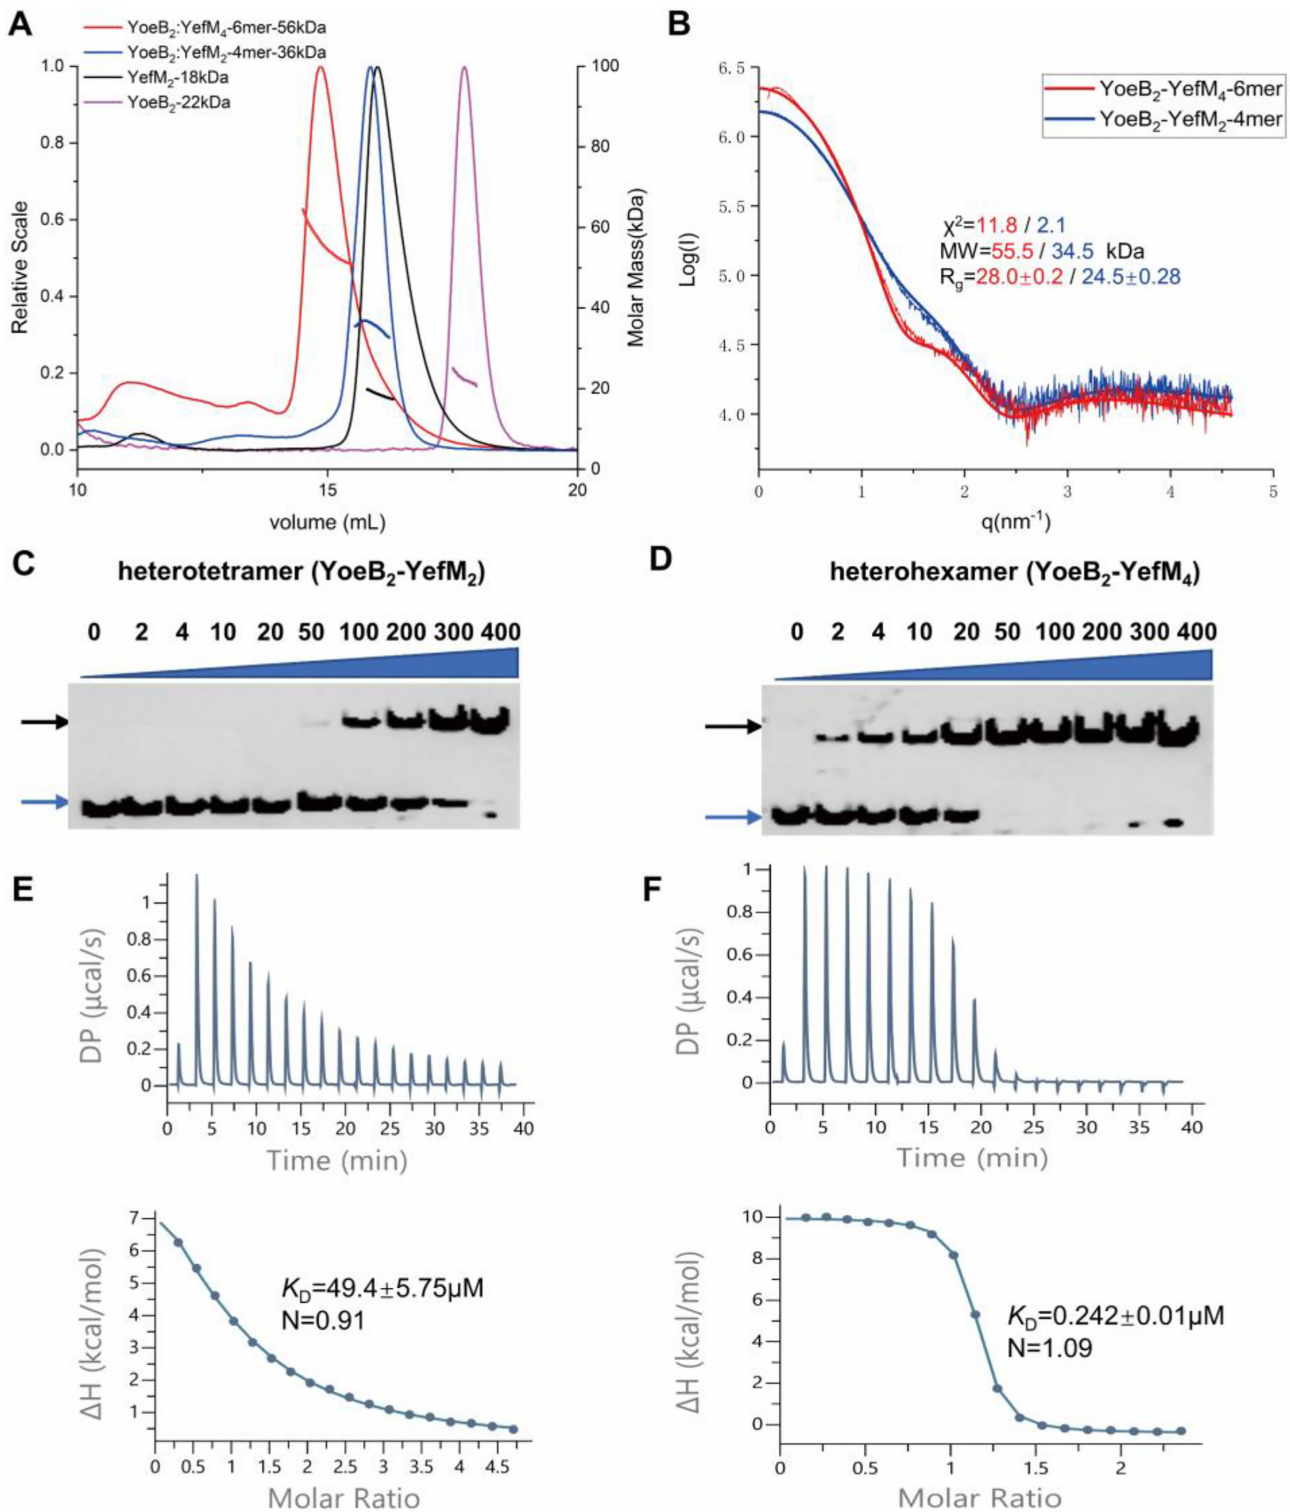 A
YoeB₂:YefM₄-6mer-56kDa
YoeB₂:YefM₂-4mer-36kDa
YefM₂-18kDa
YoeB₂-22kDa
1.0
0.8
0.6
0.4
0.2
0.0
Relative Scale
100
80
60
40
20
0
Molar Mass(kDa)
10
15
20
volume (mL)
B
6.5
6.0
5.5
5.0
4.5
4.0
Log(I)
YoeB₂-YefM₄-6mer
YoeB₂-YefM₂-4mer
χ²=11.8 / 2.1
MW=55.5 / 34.5 kDa
Rg=28.0±0.2 / 24.5±0.28
0 1 2 3 4 5
q(nm⁻¹)
C
heterotetramer (YoeB₂-YefM₂)
0 2 4 10 20 50 100 200 300 400
D
heterohexamer (YoeB₂-YefM₄)
0 2 4 10 20 50 100 200 300 400
E
1
0.8
0.6
0.4
0.2
0
DP (μcal/s)
0 5 10 15 20 25 30 35 40
Time (min)
7
6
5
4
3
2
1
ΔH (kcal/mol)
K_D=49.4±5.75μM
N=0.91
0 0.5 1 1.5 2 2.5 3 3.5 4 4.5
Molar Ratio
F
1
0.8
0.6
0.4
0.2
0
DP (μcal/s)
0 5 10 15 20 25 30 35 40
Time (min)
10
8
6
4
2
0
ΔH (kcal/mol)
K_D=0.242±0.01μM
N=1.09
0 0.5 1 1.5 2
Molar Ratio